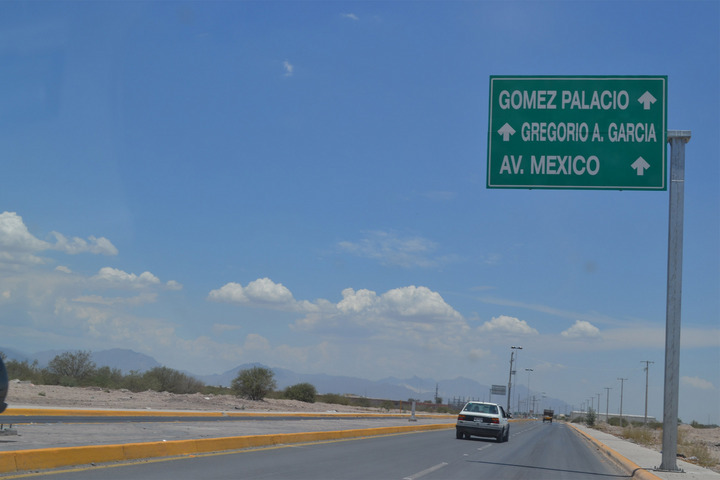 GOMEZ PALACIO
GREGORIO A. GARCIA
AV. MEXICO